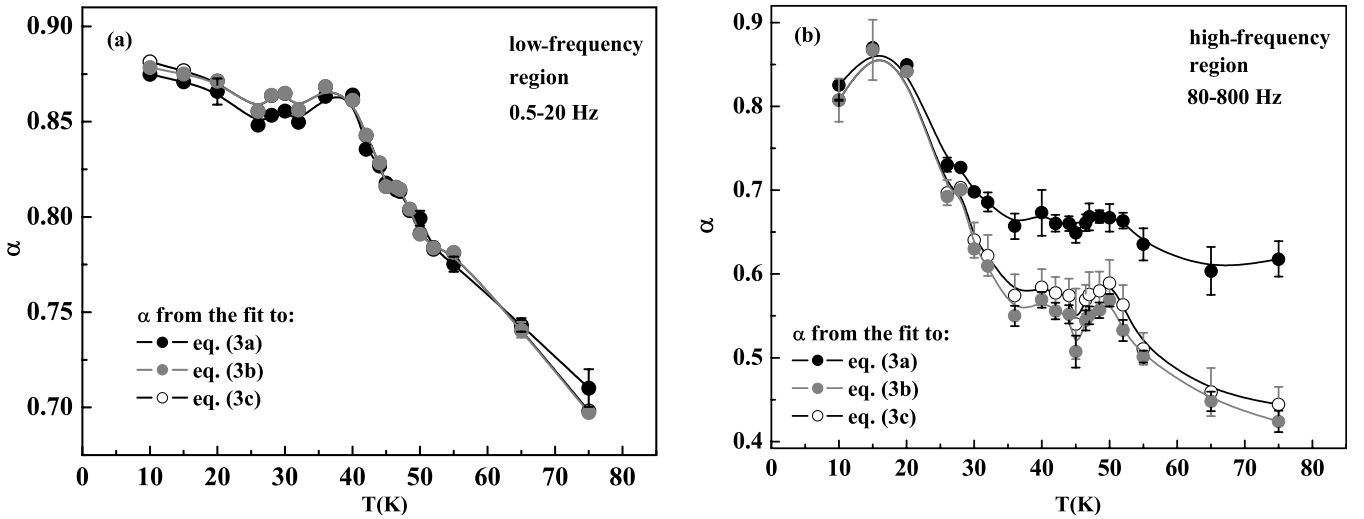 (a)
low-frequency
region
0.5-20 Hz
α from the fit to:
eq. (3a)
eq. (3b)
eq. (3c)
0.90
0.85
0.80
0.75
0.70
α
0 10 20 30 40 50 60 70 80
T(K)
(b)
high-frequency
region
80-800 Hz
α from the fit to:
eq. (3a)
eq. (3b)
eq. (3c)
0.9
0.8
0.7
0.6
0.5
0.4
α
0 10 20 30 40 50 60 70 80
T(K)